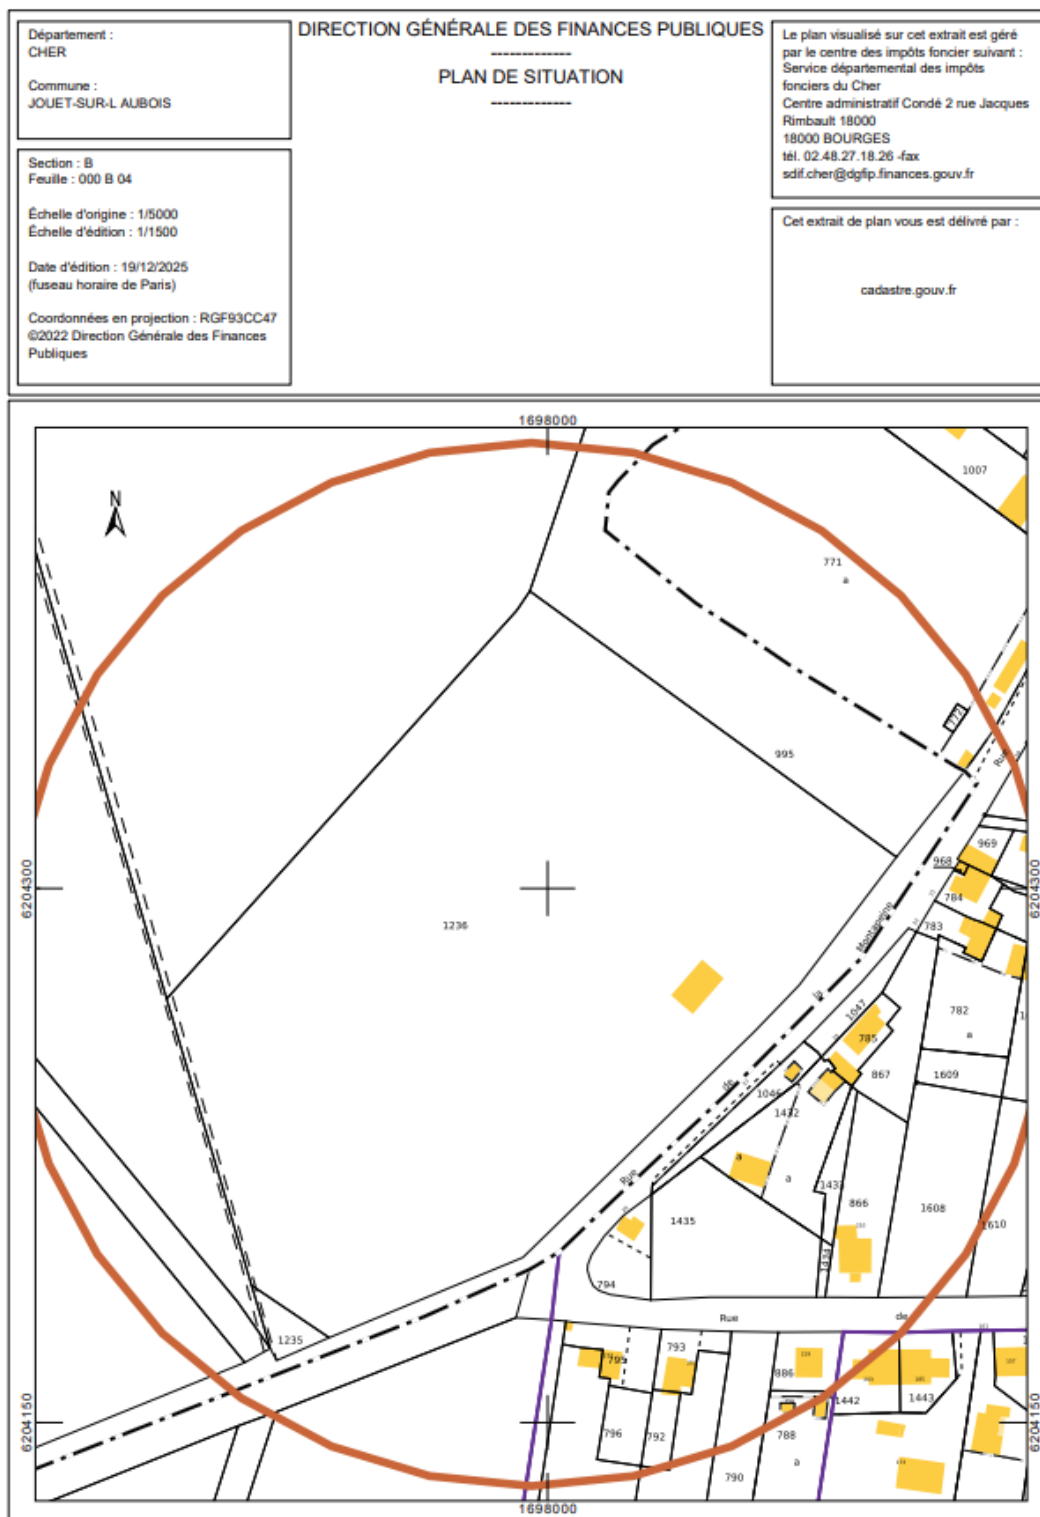 Département :
CHER
Commune :
JOUET-SUR-L AUBOIS
Section : B
Feuille : 000 B 04
Échelle d'origine : 1/5000
Échelle d'édition : 1/1500
Date d'édition : 19/12/2025
(fuseau horaire de Paris)
Coordonnées en projection : RGF93CC47
©2022 Direction Générale des Finances
Publiques
DIRECTION GÉNÉRALE DES FINANCES PUBLIQUES
-------------
PLAN DE SITUATION
-------------
Le plan visualisé sur cet extrait est géré
par le centre des impôts foncier suivant :
Service départemental des impôts
fonciers du Cher
Centre administratif Condé 2 rue Jacques
Rimbault 18000
18000 BOURGES
tél. 02.48.27.18.26 -fax
sdif.cher@dgfip.finances.gouv.fr
Cet extrait de plan vous est délivré par :
cadastre.gouv.fr
1698000
N
1007
771
a
772
995
Rue
969
968
6204300
6204300
784
783
1236
Montapeine
la
de
Rue
782
a
1047
785
867
1609
1046
1432
a
a
866
1608
1435
1434
1610
794
Rue
de
1235
795
793
886
1442
1443
796
792
788
a
790
6204150
6204150
1698000